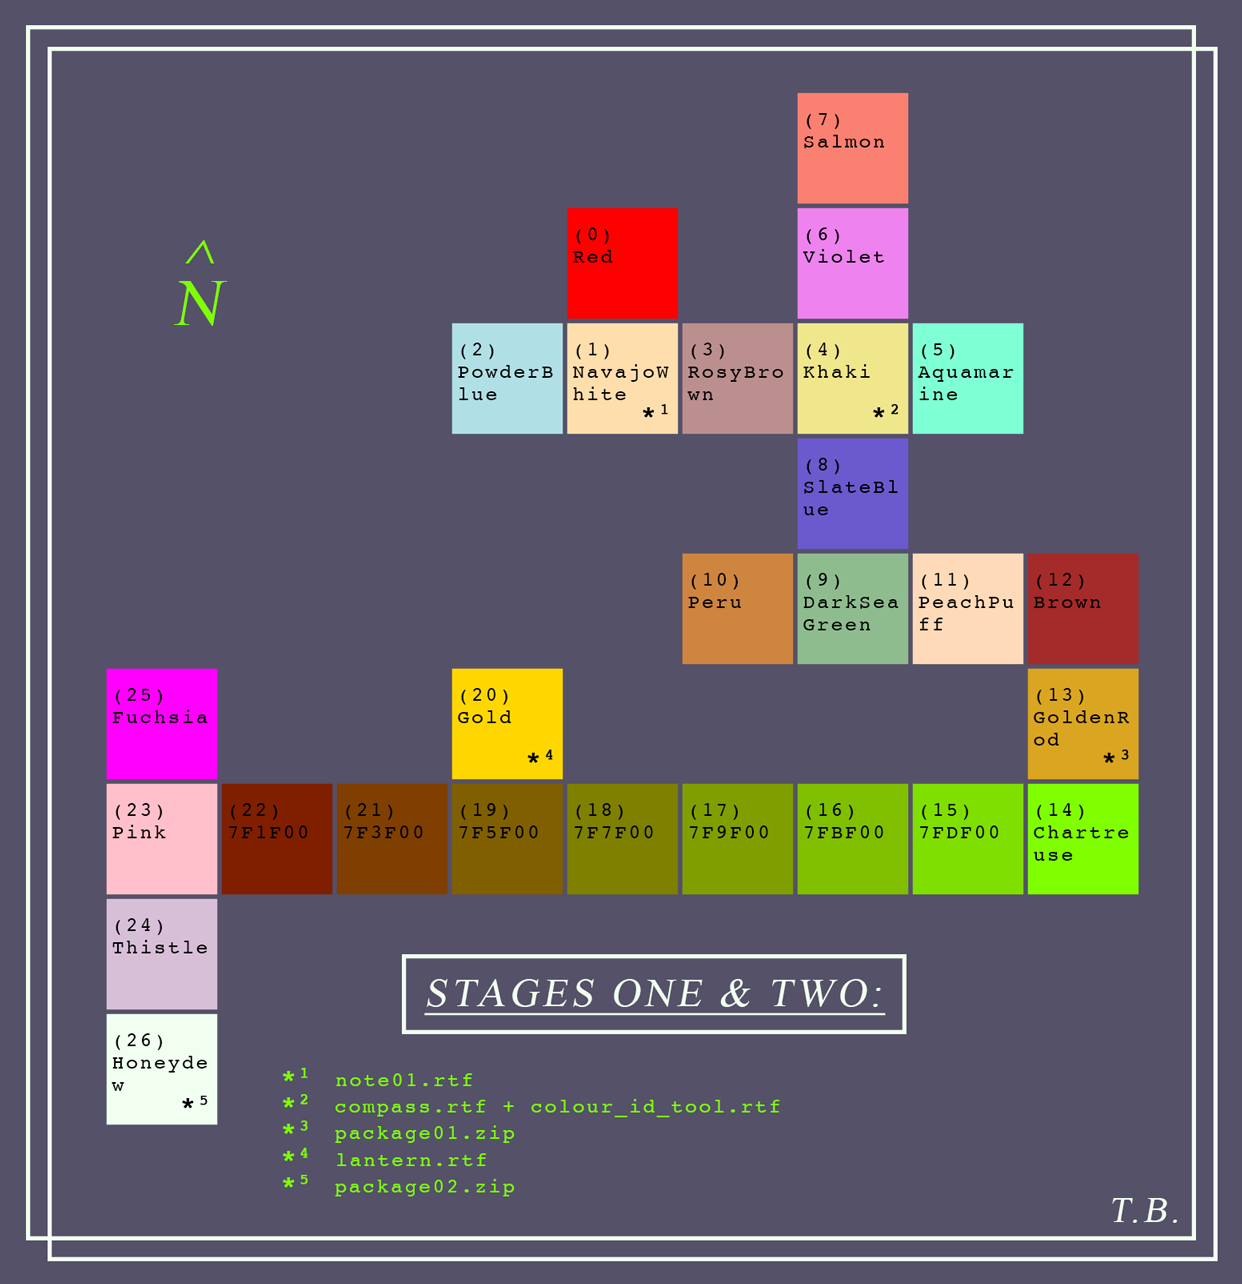 (7)
Salmon
^
N
(0)
Red
(6)
Violet
(2)
PowderB
lue
(1)
NavajoW
hite
*1
(3)
RosyBro
wn
(4)
Khaki
*2
(5)
Aquamar
ine
(8)
SlateBl
ue
(10)
Peru
(9)
DarkSea
Green
(11)
PeachPu
ff
(12)
Brown
(25)
Fuchsia
(20)
Gold
*4
(13)
GoldenR
od
*3
(23)
Pink
(22)
7F1F00
(21)
7F3F00
(19)
7F5F00
(18)
7F7F00
(17)
7F9F00
(16)
7FBF00
(15)
7FDF00
(14)
Chartre
use
(24)
Thistle
STAGES ONE & TWO:
(26)
Honeyde
w
*5
*1 note01.rtf
*2 compass.rtf + colour_id_tool.rtf
*3 package01.zip
*4 lantern.rtf
*5 package02.zip
T.B.